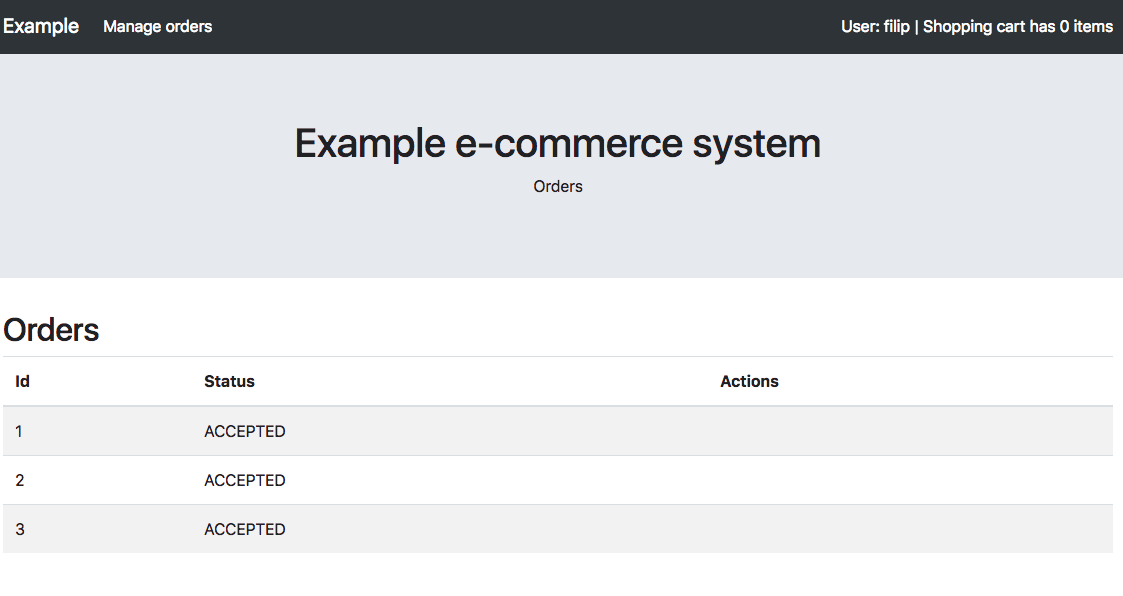 Example Manage orders User: filip | Shopping cart has 0 items
Example e-commerce system
Orders
Orders
Id Status Actions
1 ACCEPTED
2 ACCEPTED
3 ACCEPTED